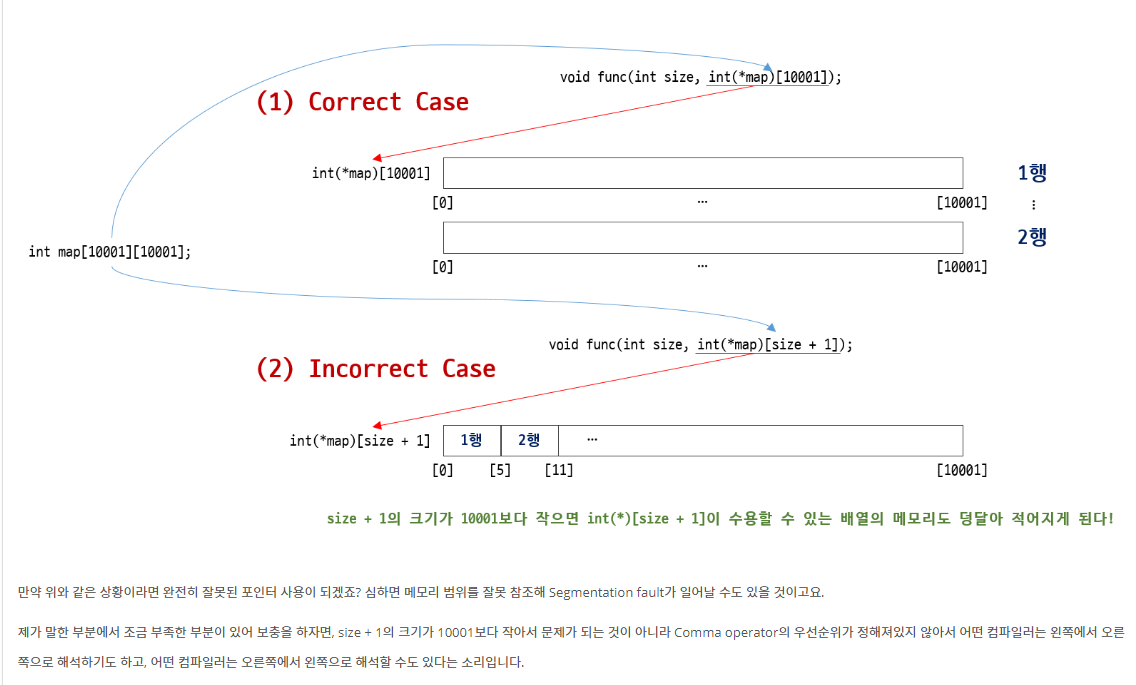 void func(int size, int(*map)[10001]);
(1) Correct Case
int(*map)[10001]
1행
[0]
…
[10001]
⋮
2행
[0]
…
[10001]
int map[10001][10001];
void func(int size, int(*map)[size + 1]);
(2) Incorrect Case
int(*map)[size + 1]
1행
2행
…
[0]
[5]
[11]
[10001]
size + 1의 크기가 10001보다 작으면 int(*)[size + 1]이 수용할 수 있는 배열의 메모리도 덩달아 적어지게 된다!
만약 위와 같은 상황이라면 완전히 잘못된 포인터 사용이 되겠죠? 심하면 메모리 범위를 잘못 참조해 Segmentation fault가 일어날 수도 있을 것이고요.
제가 말한 부분에서 조금 부족한 부분이 있어 보충을 하자면, size + 1의 크기가 10001보다 작아서 문제가 되는 것이 아니라 Comma operator의 우선순위가 정해져있지 않아서 어떤 컴파일러는 왼쪽에서 오른
쪽으로 해석하기도 하고, 어떤 컴파일러는 오른쪽에서 왼쪽으로 해석할 수도 있다는 소리입니다.